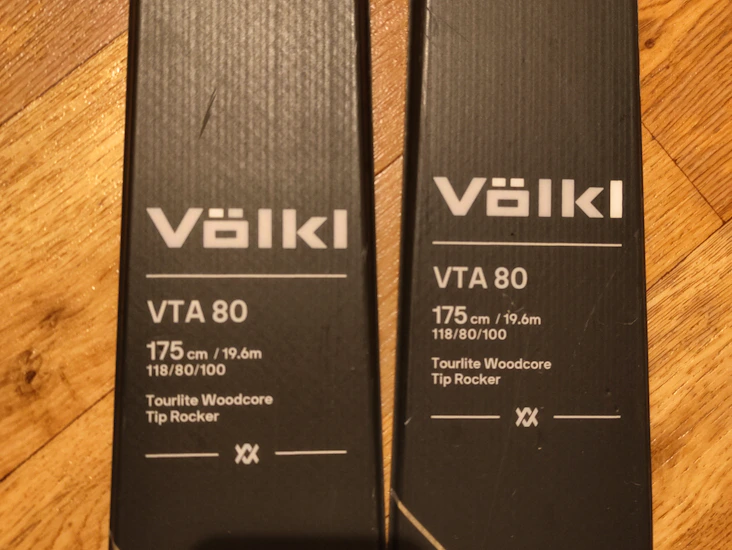 Völkl
VTA 80
175 cm / 19.6m
118/80/100
Tourlite Woodcore
Tip Rocker
Völkl
VTA 80
175 cm / 19.6m
118/80/100
Tourlite Woodcore
Tip Rocker